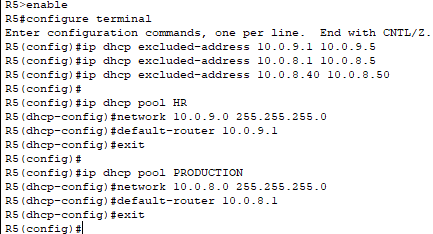 R5>enable
R5#configure terminal
Enter configuration commands, one per line.  End with CNTL/Z.
R5(config)#ip dhcp excluded-address 10.0.9.1 10.0.9.5
R5(config)#ip dhcp excluded-address 10.0.8.1 10.0.8.5
R5(config)#ip dhcp excluded-address 10.0.8.40 10.0.8.50
R5(config)#
R5(config)#ip dhcp pool HR
R5(dhcp-config)#network 10.0.9.0 255.255.255.0
R5(dhcp-config)#default-router 10.0.9.1
R5(dhcp-config)#exit
R5(config)#
R5(config)#ip dhcp pool PRODUCTION
R5(dhcp-config)#network 10.0.8.0 255.255.255.0
R5(dhcp-config)#default-router 10.0.8.1
R5(dhcp-config)#exit
R5(config)#